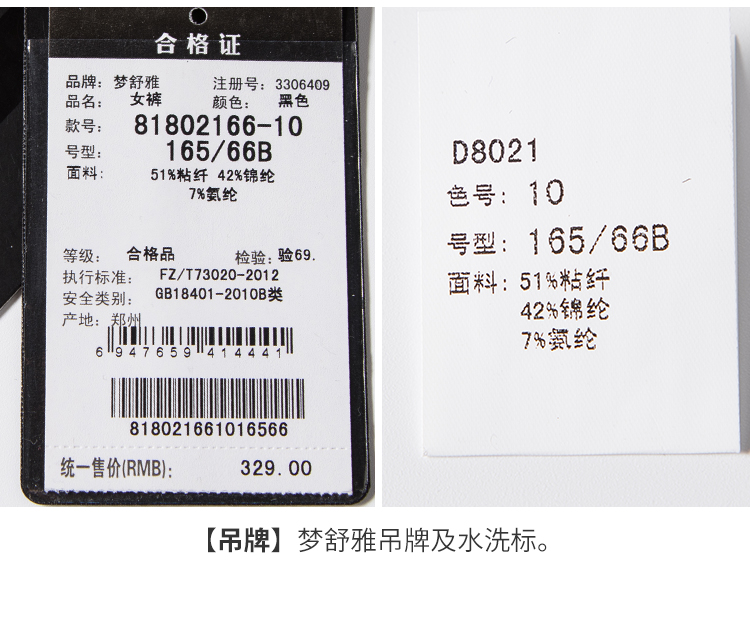 合格证
品牌: 梦舒雅 注册号: 3306409
品名: 女裤 颜色: 黑色
款号: 81802166-10
号型: 165/66B
面料: 51%粘纤 42%锦纶
7%氨纶
等级: 合格品 检验: 验69.
执行标准: FZ/T73020-2012
安全类别: GB18401-2010B类
产地: 郑州
6 947659 414441
818021661016566
统一售价(RMB): 329.00
D8021
色号: 10
号型: 165/66B
面料: 51%粘纤
42%锦纶
7%氨纶
【吊牌】梦舒雅吊牌及水洗标。